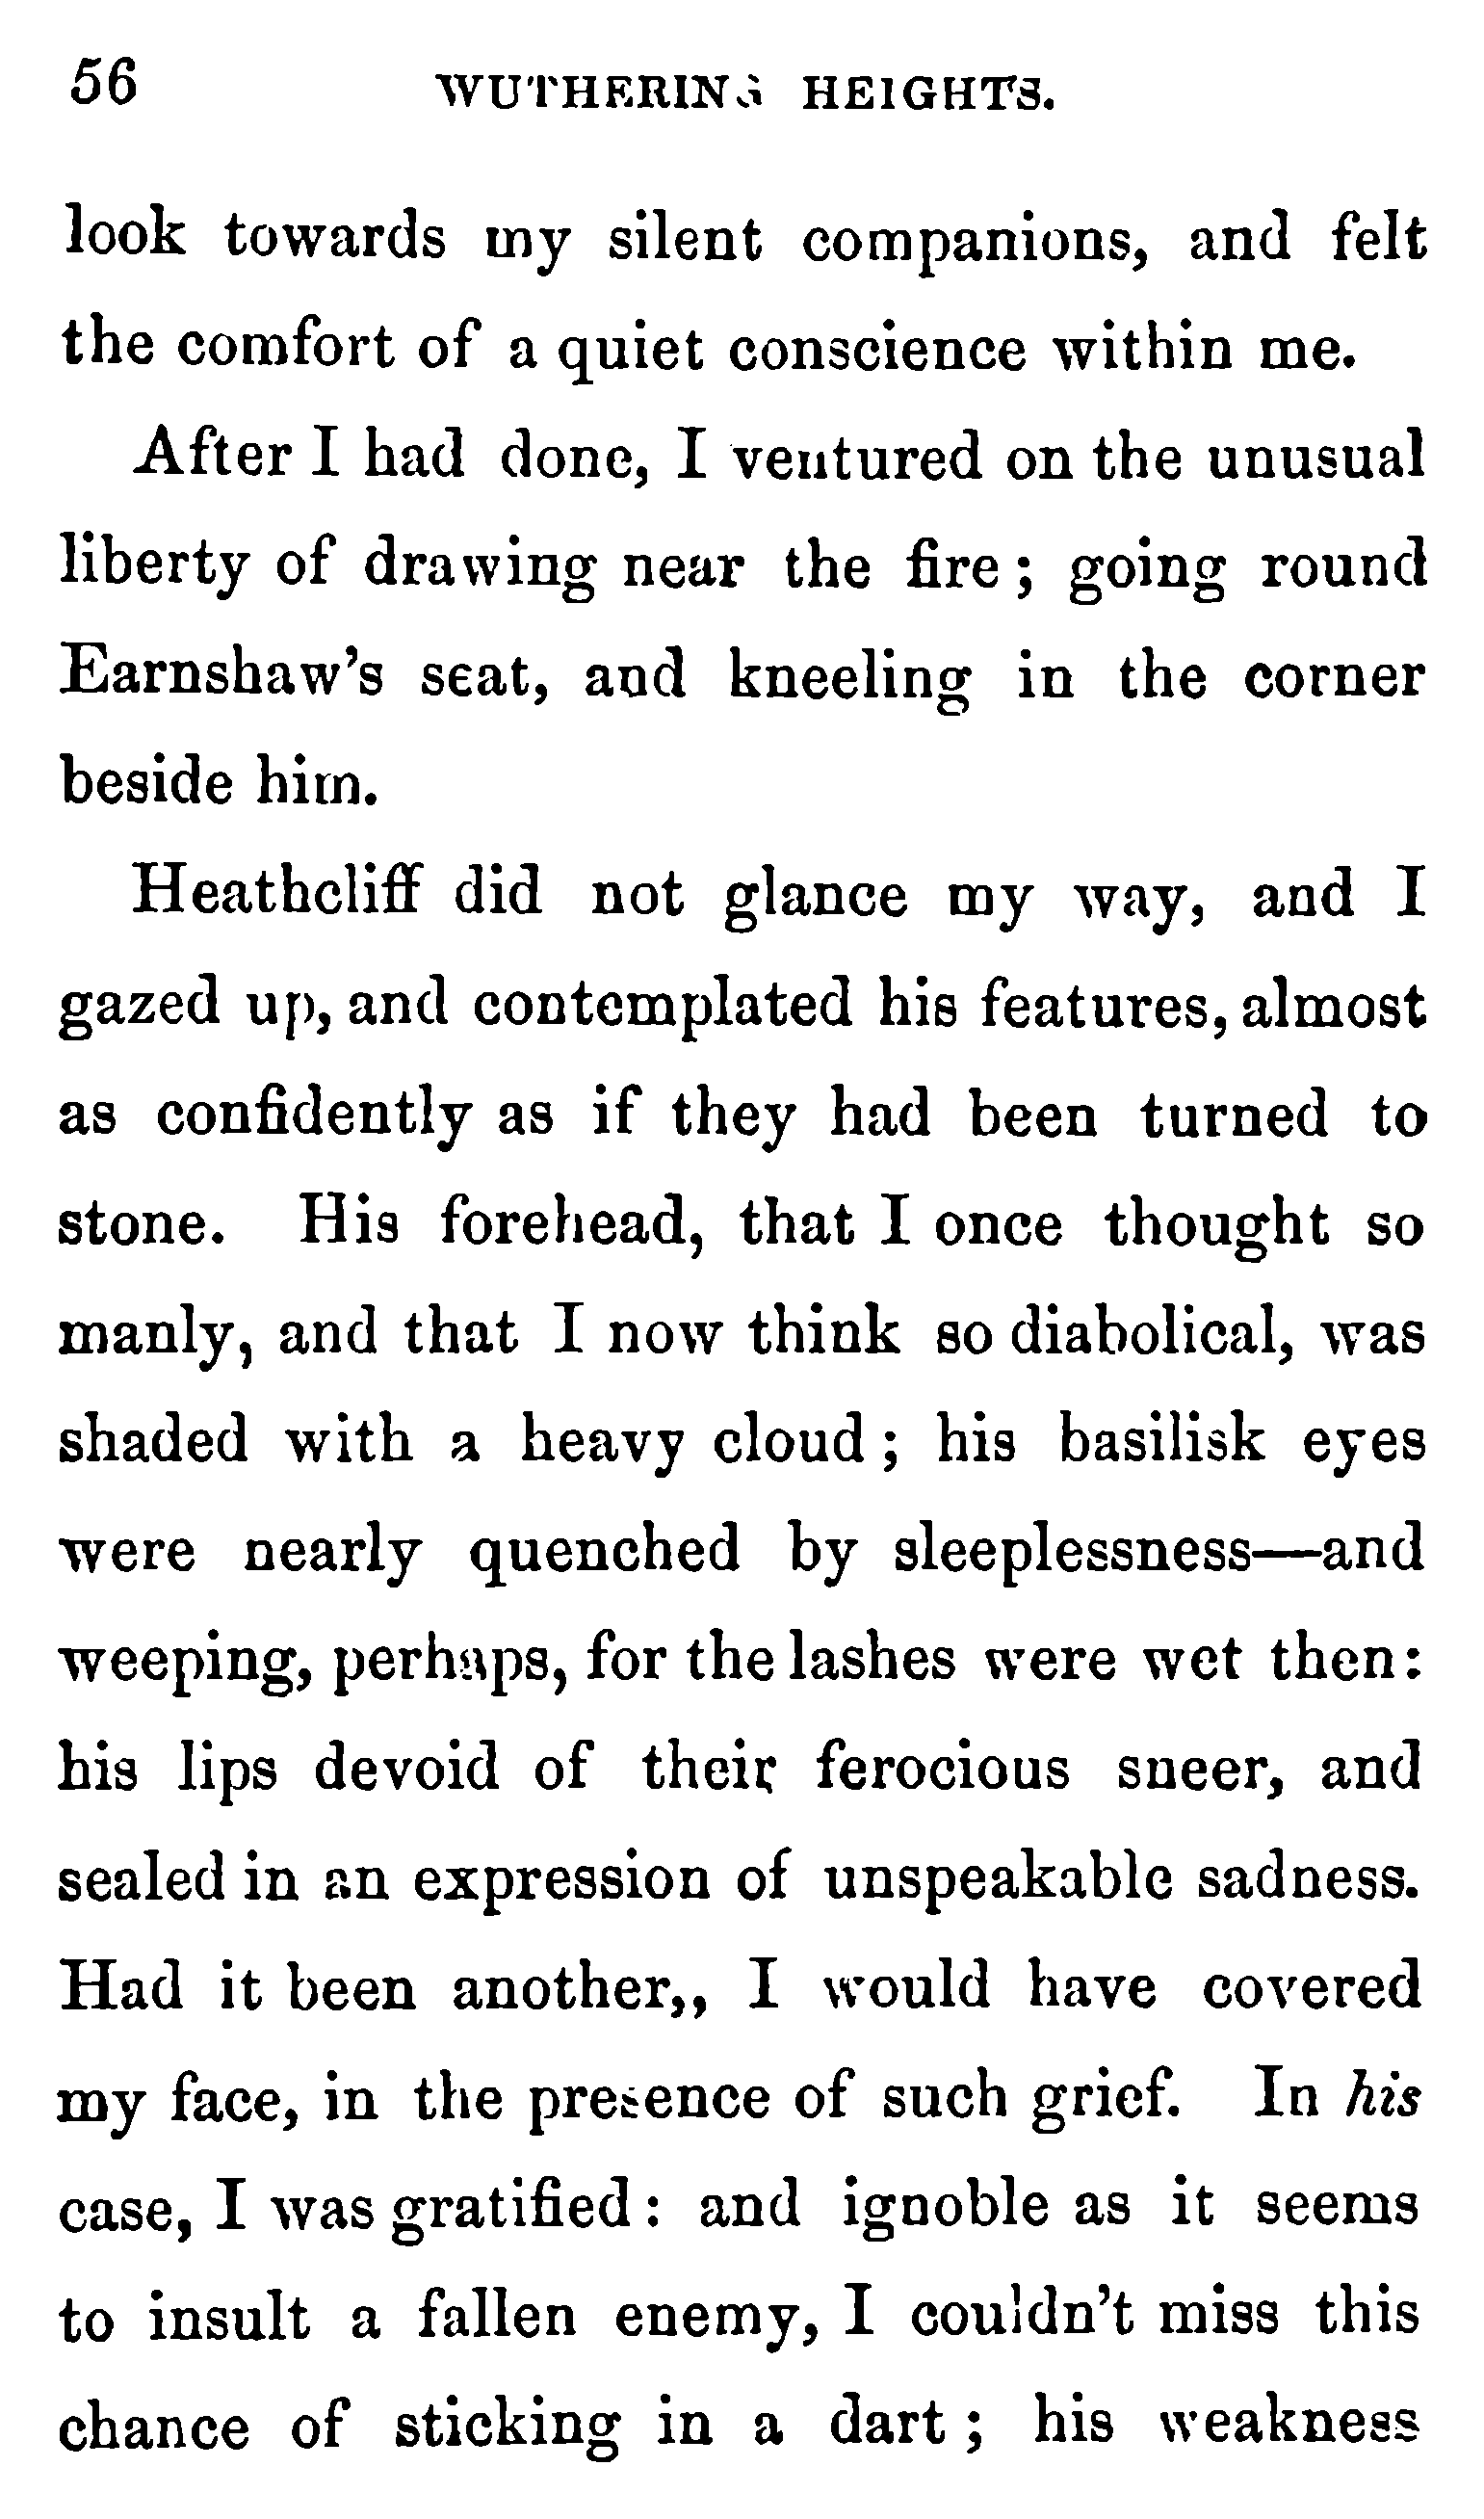 56 WUTHERING HEIGHTS.
look towards my silent companions, and felt
the comfort of a quiet conscience within me.
After I had done, I ventured on the unusual
liberty of drawing near the fire; going round
Earnshaw's seat, and kneeling in the corner
beside him.
Heathcliff did not glance my way, and I
gazed up, and contemplated his features, almost
as confidently as if they had been turned to
stone. His forehead, that I once thought so
manly, and that I now think so diabolical, was
shaded with a heavy cloud; his basilisk eyes
were nearly quenched by sleeplessness—and
weeping, perhaps, for the lashes were wet then:
his lips devoid of their ferocious sneer, and
sealed in an expression of unspeakable sadness.
Had it been another,, I would have covered
my face, in the presence of such grief. In his
case, I was gratified: and ignoble as it seems
to insult a fallen enemy, I couldn't miss this
chance of sticking in a dart; his weakness